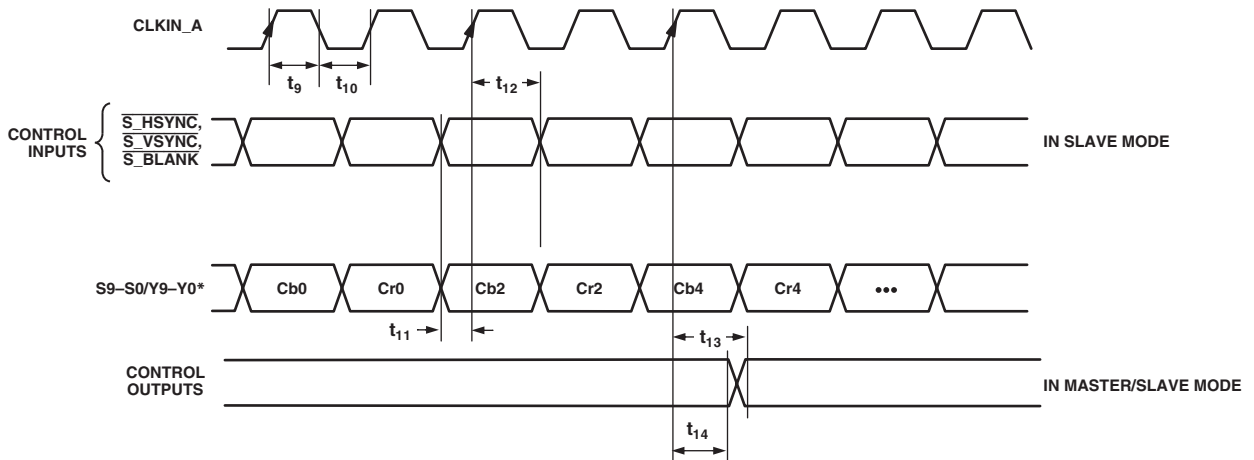 CLKIN_A
t9
t10
t12
CONTROL
INPUTS
S_HSYNC,
S_VSYNC,
S_BLANK
IN SLAVE MODE
S9–S0/Y9–Y0*
Cb0
Cr0
Cb2
Cr2
Cb4
Cr4
•••
t11
t13
CONTROL
OUTPUTS
IN MASTER/SLAVE MODE
t14